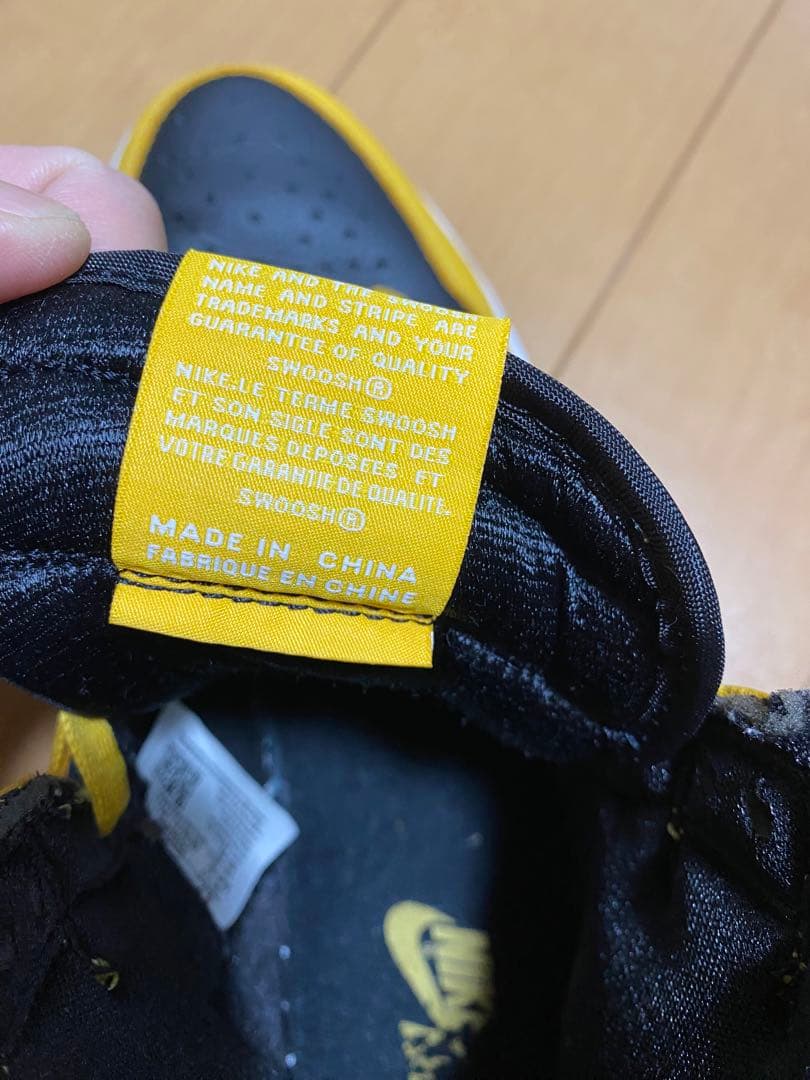 NIKE AND THE SWOOSH
NAME AND STRIPE ARE
TRADEMARKS AND YOUR
GUARANTEE OF QUALITY
SWOOSH®
NIKE.LE TERME SWOOSH
ET SON SIGLE SONT DES
MARQUES DEPOSEES ET
VOTRE GARANTIE DE QUALITE.
SWOOSH®
MADE IN CHINA
FABRIQUE EN CHINE
NIKE